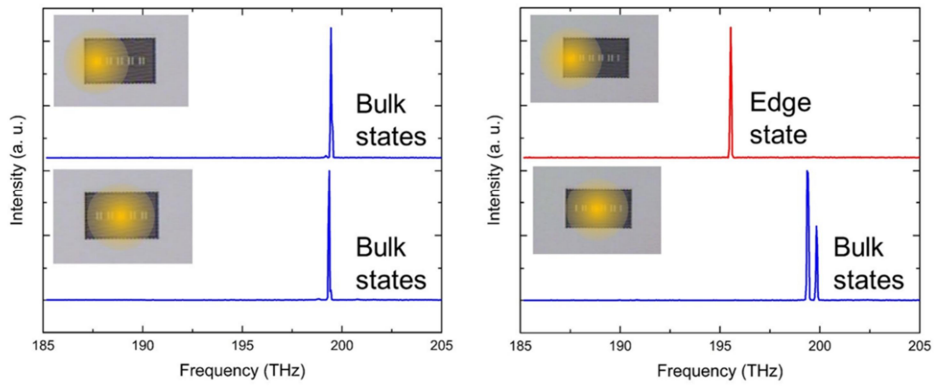 Intensity (a. u.)
Bulk
states
Bulk
states
185 190 195 200 205
Frequency (THz)
Intensity (a. u.)
Edge
state
Bulk
states
185 190 195 200 205
Frequency (THz)